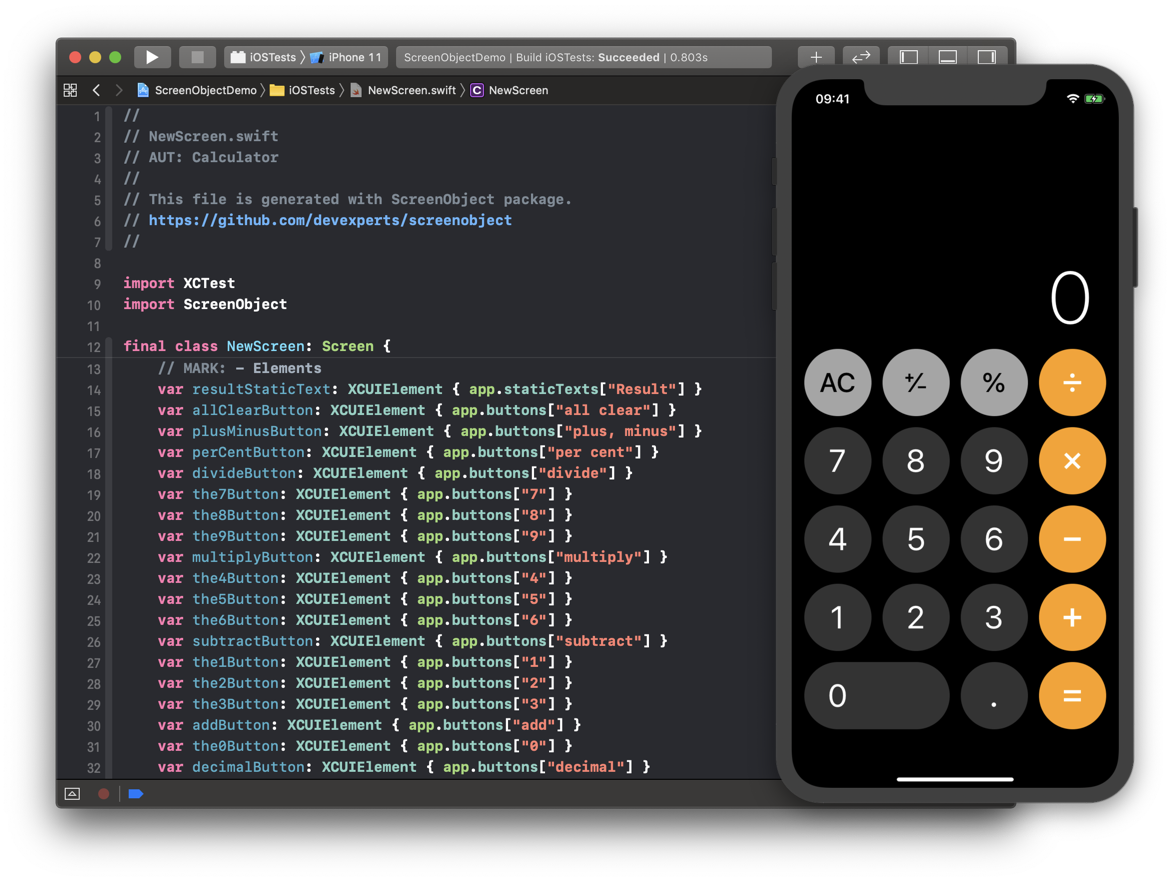 iOSTests 〉 iPhone 11
ScreenObjectDemo | Build iOSTests: Succeeded | 0.803s
ScreenObjectDemo 〉 iOSTests 〉 NewScreen.swift 〉 C NewScreen
1 //
2 // NewScreen.swift
3 // AUT: Calculator
4 //
5 // This file is generated with ScreenObject package.
6 // https://github.com/devexperts/screenobject
7 //
8
9 import XCTest
10 import ScreenObject
11
12 final class NewScreen: Screen {
13     // MARK: - Elements
14     var resultStaticText: XCUIElement { app.staticTexts["Result"] }
15     var allClearButton: XCUIElement { app.buttons["all clear"] }
16     var plusMinusButton: XCUIElement { app.buttons["plus, minus"] }
17     var perCentButton: XCUIElement { app.buttons["per cent"] }
18     var divideButton: XCUIElement { app.buttons["divide"] }
19     var the7Button: XCUIElement { app.buttons["7"] }
20     var the8Button: XCUIElement { app.buttons["8"] }
21     var the9Button: XCUIElement { app.buttons["9"] }
22     var multiplyButton: XCUIElement { app.buttons["multiply"] }
23     var the4Button: XCUIElement { app.buttons["4"] }
24     var the5Button: XCUIElement { app.buttons["5"] }
25     var the6Button: XCUIElement { app.buttons["6"] }
26     var subtractButton: XCUIElement { app.buttons["subtract"] }
27     var the1Button: XCUIElement { app.buttons["1"] }
28     var the2Button: XCUIElement { app.buttons["2"] }
29     var the3Button: XCUIElement { app.buttons["3"] }
30     var addButton: XCUIElement { app.buttons["add"] }
31     var the0Button: XCUIElement { app.buttons["0"] }
32     var decimalButton: XCUIElement { app.buttons["decimal"] }
09:41
0
AC +/− % ÷
7 8 9 ×
4 5 6 −
1 2 3 +
0 . =